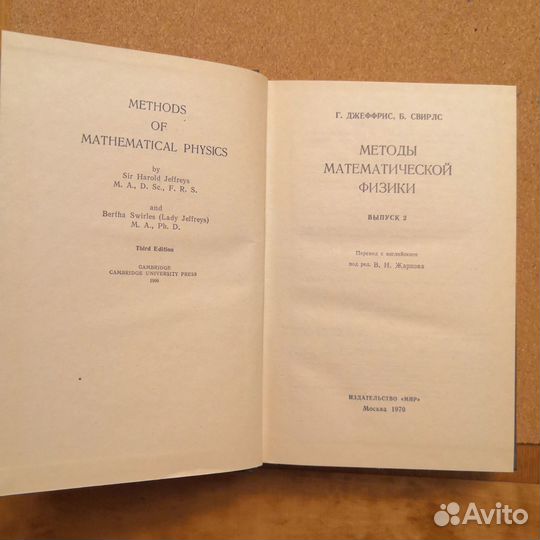 METHODS
OF
MATHEMATICAL PHYSICS
by
Sir Harold Jeffreys
M. A., D. Sc., F. R. S.
and
Bertha Swirles (Lady Jeffreys)
M. A., Ph. D.
Third Edition
CAMBRIDGE
CAMBRIDGE UNIVERSITY PRESS
Г. ДЖЕФФРИС, Б. СВИРЛС
МЕТОДЫ
МАТЕМАТИЧЕСКОЙ
ФИЗИКИ
ВЫПУСК 2
Перевод с английского
под ред. В. Н. Жаркова
ИЗДАТЕЛЬСТВО «МИР»
Москва 1970
Avito